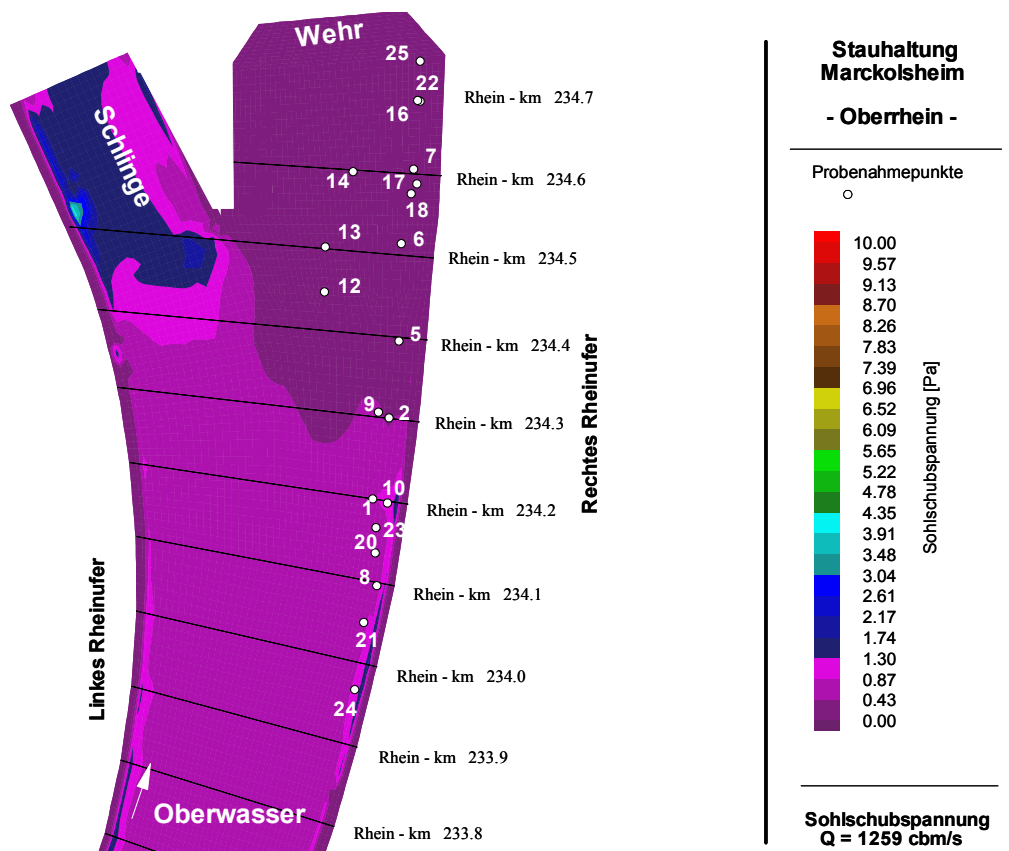 Wehr
25
22
16
Rhein - km 234.7
7
14
17
18
Rhein - km 234.6
Schlinge
13
6
Rhein - km 234.5
12
5
Rhein - km 234.4
9
2
Rhein - km 234.3
Rechtes Rheinufer
10
1
Rhein - km 234.2
23
20
8
Rhein - km 234.1
21
Linkes Rheinufer
Rhein - km 234.0
24
Rhein - km 233.9
Oberwasser
Rhein - km 233.8
Stauhaltung
Marckolsheim
- Oberrhein -
Probenahmepunkte
10.00
9.57
9.13
8.70
8.26
7.83
7.39
6.96
6.52
6.09
5.65
5.22
4.78
4.35
3.91
3.48
3.04
2.61
2.17
1.74
1.30
0.87
0.43
0.00
Sohlschubspannung [Pa]
Sohlschubspannung
Q = 1259 cbm/s